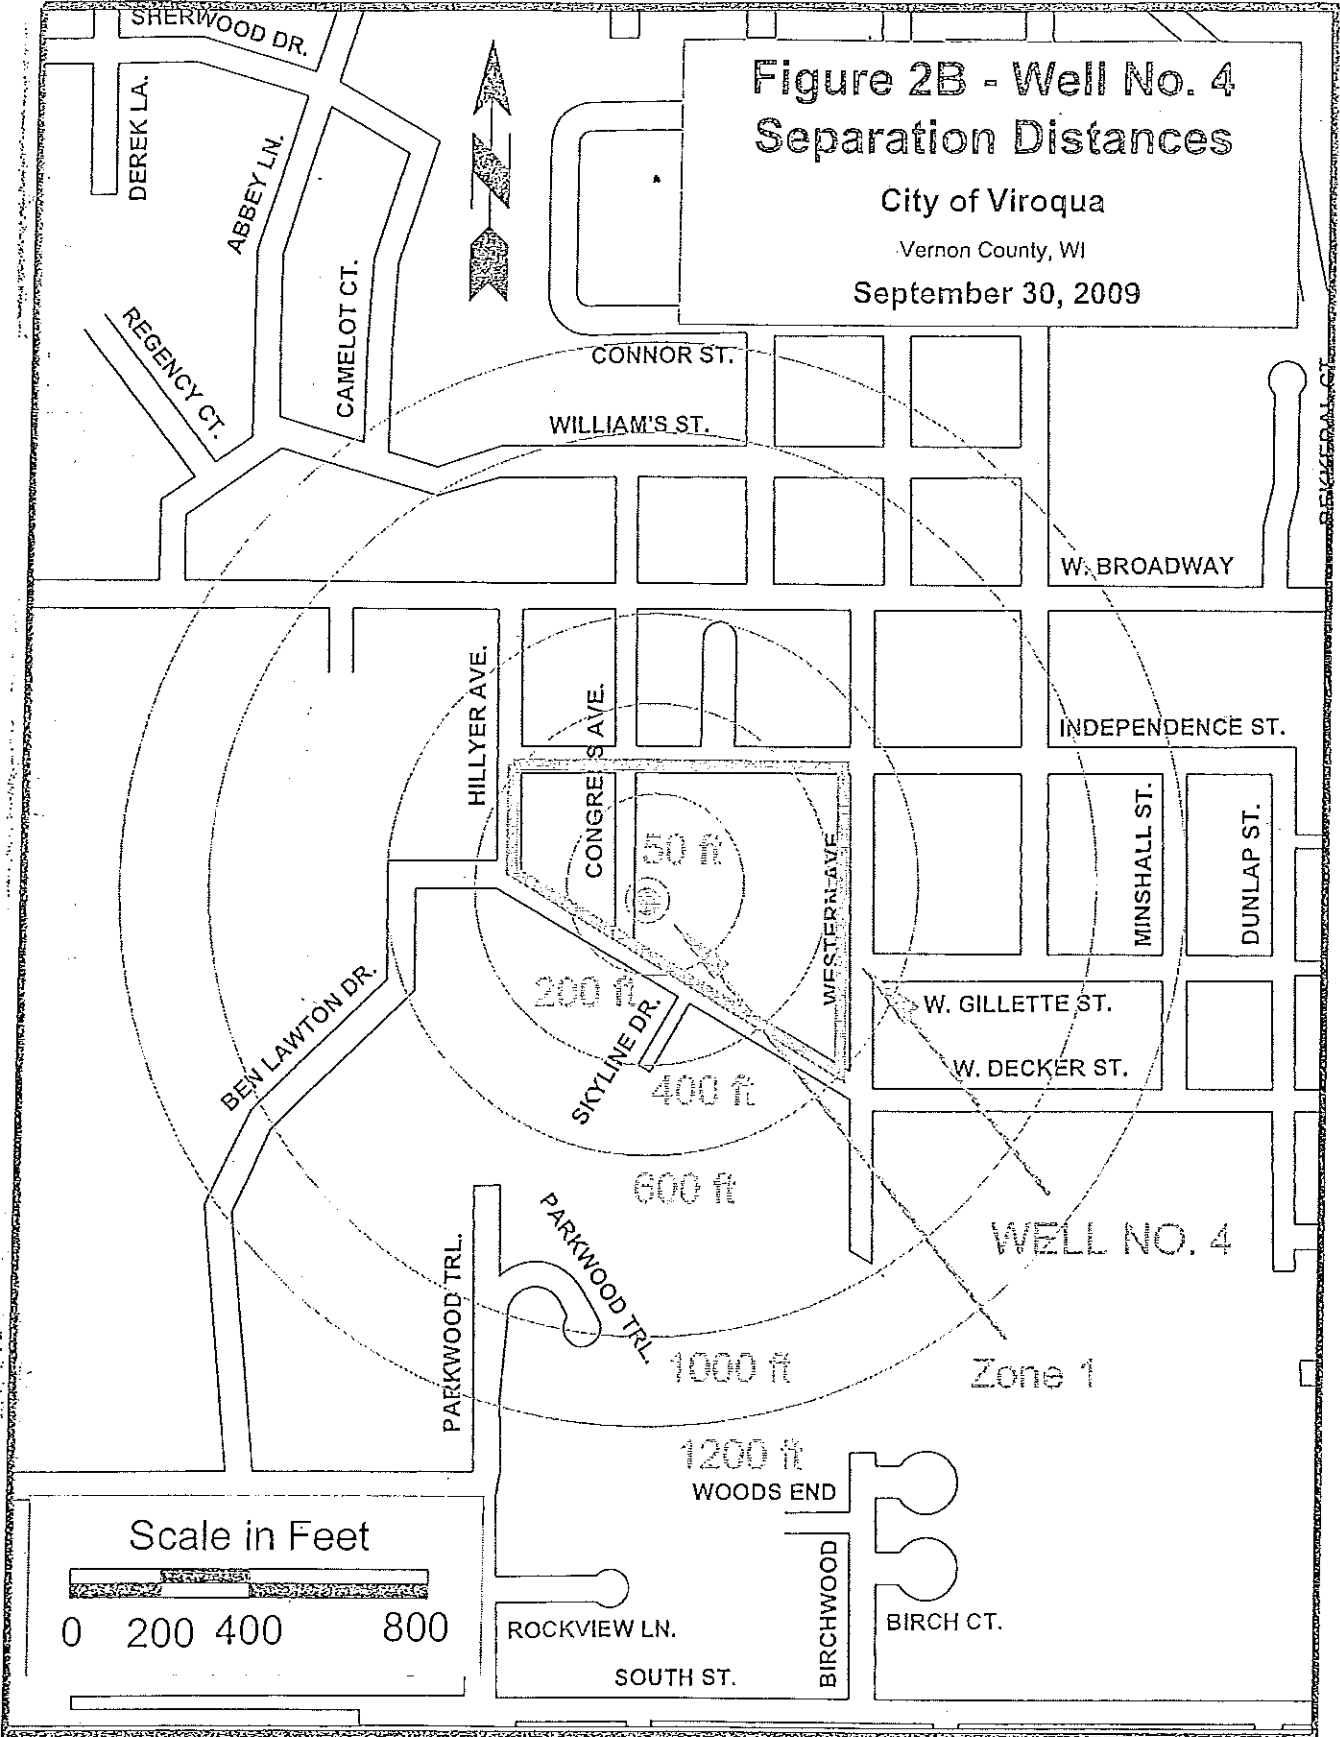 SHERWOOD DR.
DEREK LA.
ABBEY LN.
CAMELOT CT.
REGENCY CT.
N
Figure 2B - Well No. 4
Separation Distances
City of Viroqua
Vernon County, WI
September 30, 2009
CONNOR ST.
WILLIAM'S ST.
W. BROADWAY
HILLYER AVE.
CONGRESS AVE.
INDEPENDENCE ST.
WESTERN AVE
MINSHALL ST.
DUNLAP ST.
50 ft
200 ft
BEN LAWTON DR.
SKYLINE DR.
W. GILLETTE ST.
W. DECKER ST.
400 ft
600 ft
PARKWOOD TRL.
PARKWOOD TRL.
WELL NO. 4
1000 ft
Zone 1
1200 ft
WOODS END
Scale in Feet
0 200 400 800
ROCKVIEW LN.
BIRCHWOOD
BIRCH CT.
SOUTH ST.